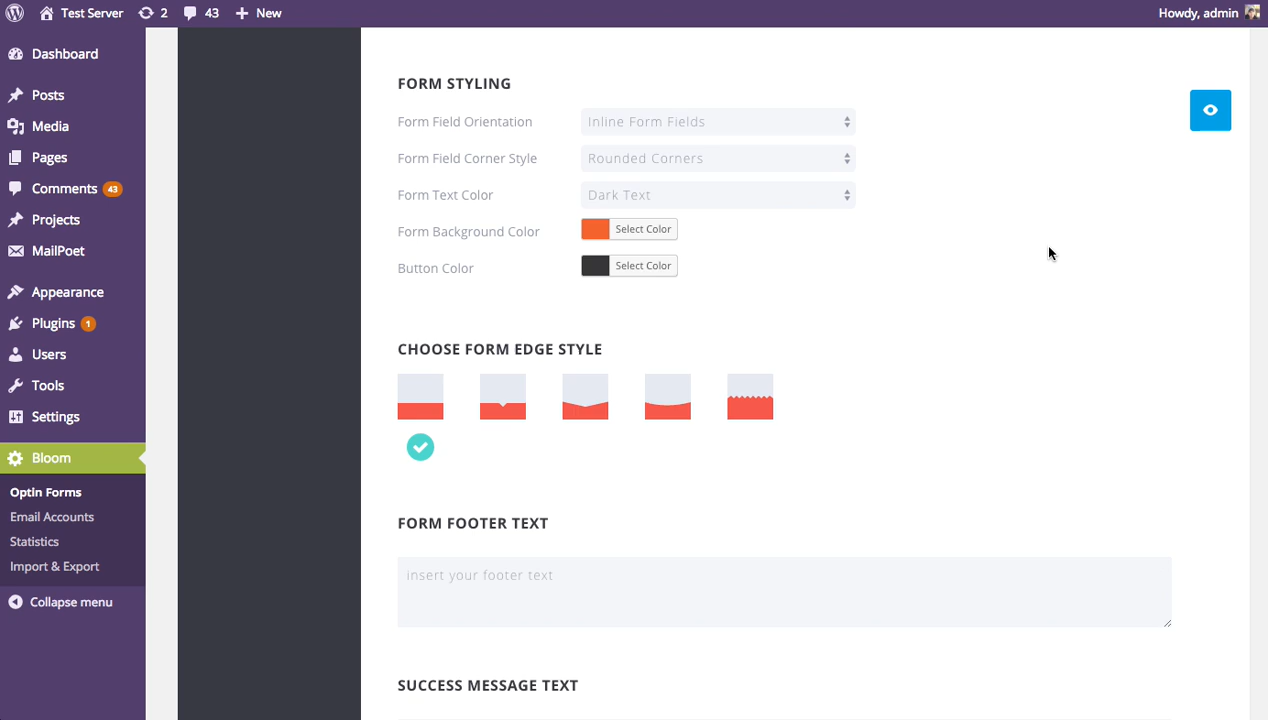 Test Server 2 43 New Howdy, admin
Dashboard
Posts
Media
Pages
Comments 43
Projects
MailPoet
Appearance
Plugins 1
Users
Tools
Settings
Bloom
Optin Forms
Email Accounts
Statistics
Import & Export
Collapse menu
FORM STYLING
Form Field Orientation Inline Form Fields
Form Field Corner Style Rounded Corners
Form Text Color Dark Text
Form Background Color Select Color
Button Color Select Color
CHOOSE FORM EDGE STYLE
FORM FOOTER TEXT
insert your footer text
SUCCESS MESSAGE TEXT